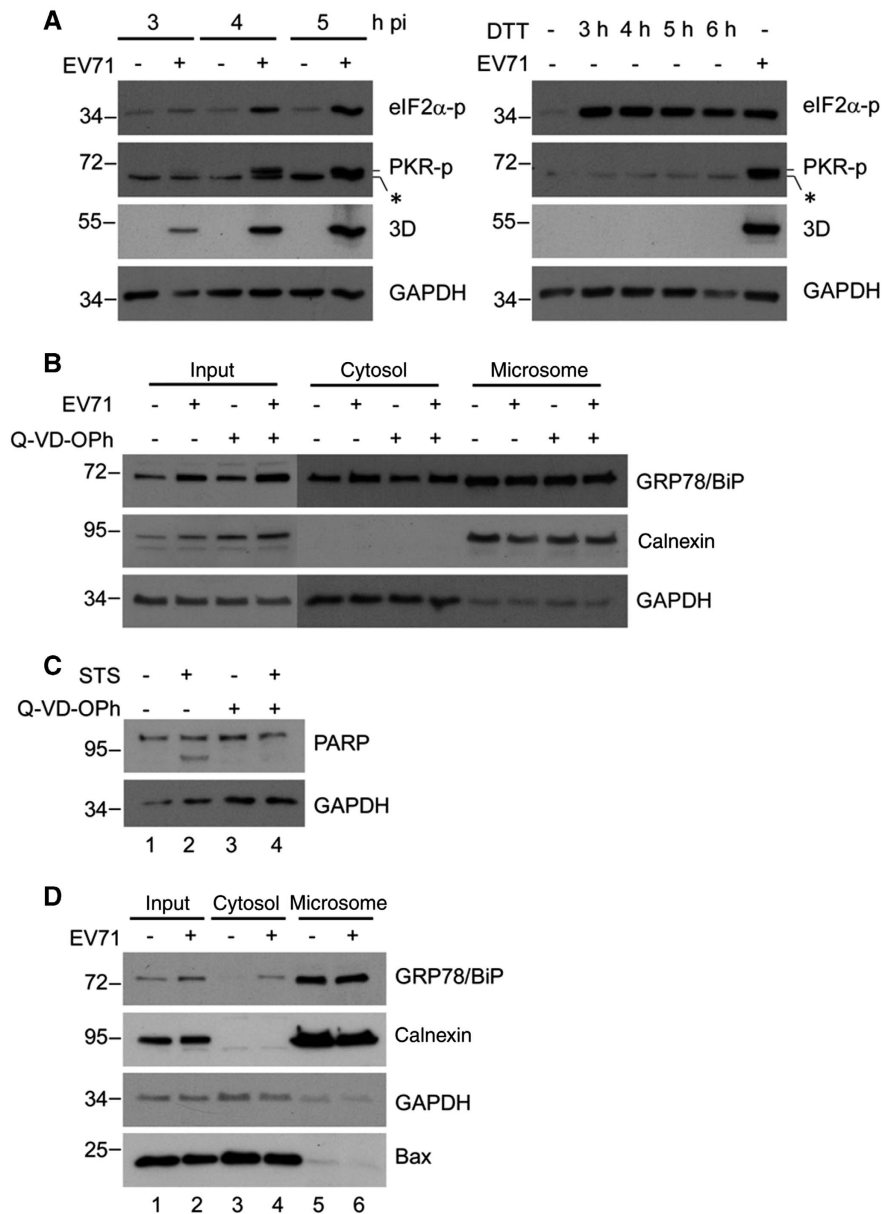 A
3 4 5 h pi
EV71 - + - + - +
34– eIF2α-p
72– PKR-p
*
55– 3D
34– GAPDH
DTT - 3 h 4 h 5 h 6 h -
EV71 - - - - +
34– eIF2α-p
72– PKR-p
*
55– 3D
34– GAPDH
B
Input Cytosol Microsome
EV71 - + - + - + - + - + - +
Q-VD-OPh - - + + - - + + - - + +
72– GRP78/BiP
95– Calnexin
34– GAPDH
C
STS - + - +
Q-VD-OPh - - + +
95– PARP
34– GAPDH
1 2 3 4
D
Input Cytosol Microsome
EV71 - + - + - +
72– GRP78/BiP
95– Calnexin
34– GAPDH
25– Bax
1 2 3 4 5 6